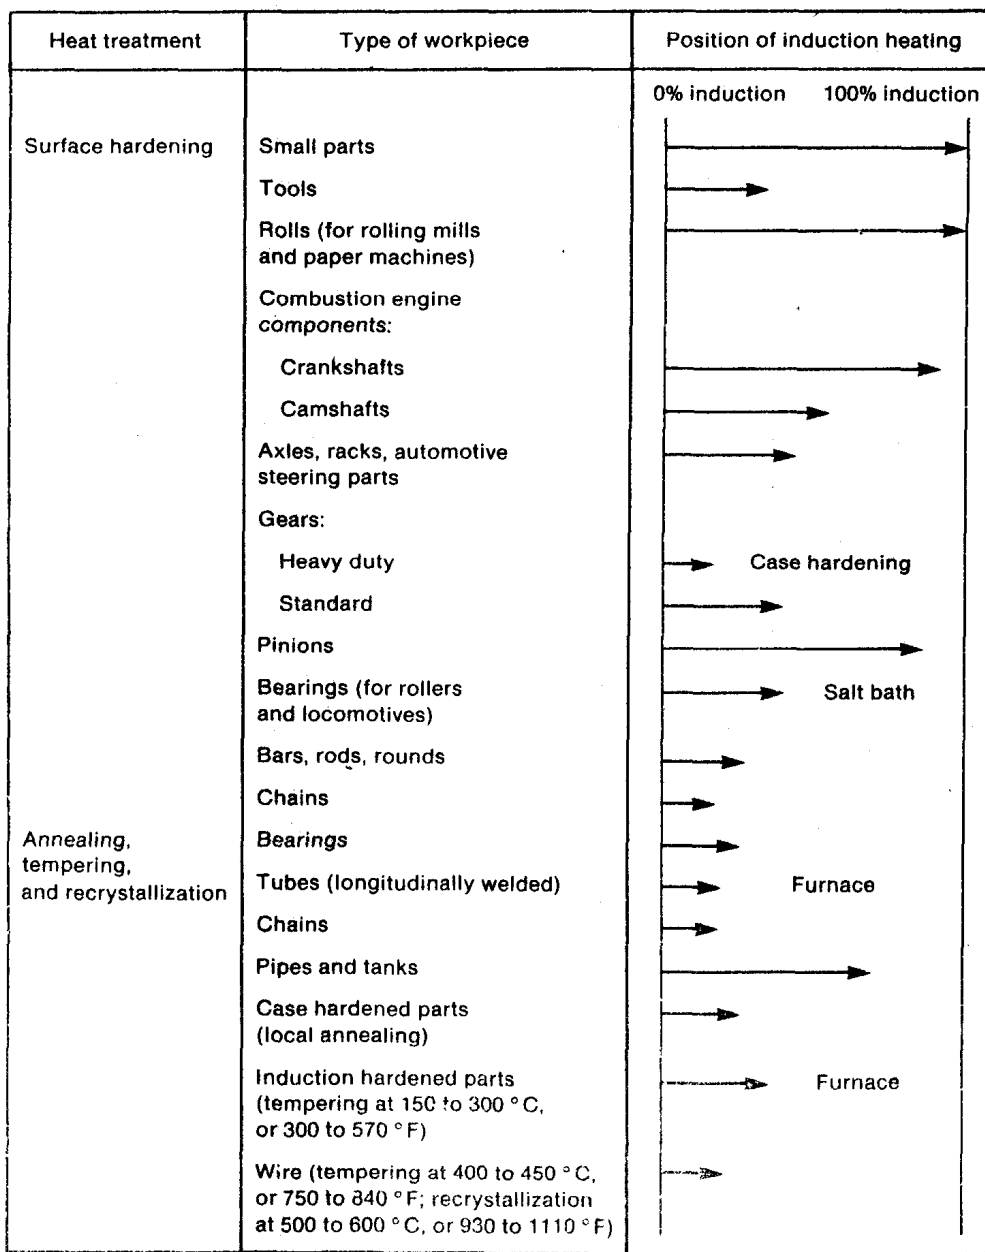 Heat treatment
Type of workpiece
Position of induction heating
0% induction
100% induction
Surface hardening
Small parts
Tools
Rolls (for rolling mills
and paper machines)
Combustion engine
components:
Crankshafts
Camshafts
Axles, racks, automotive
steering parts
Gears:
Heavy duty
Case hardening
Standard
Pinions
Bearings (for rollers
and locomotives)
Salt bath
Bars, rods, rounds
Chains
Annealing,
tempering,
and recrystallization
Bearings
Tubes (longitudinally welded)
Furnace
Chains
Pipes and tanks
Case hardened parts
(local annealing)
Induction hardened parts
(tempering at 150 to 300 °C,
or 300 to 570 °F)
Furnace
Wire (tempering at 400 to 450 °C,
or 750 to 840 °F; recrystallization
at 500 to 600 °C, or 930 to 1110 °F)